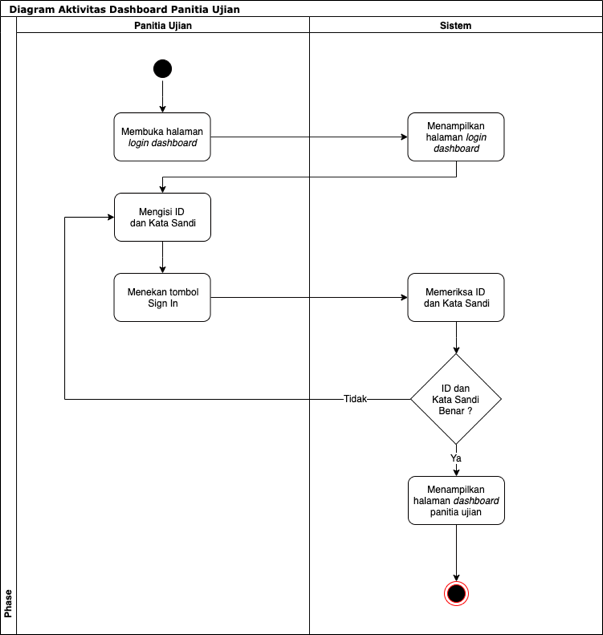 Diagram Aktivitas Dashboard Panitia Ujian
Panitia Ujian
Sistem
Membuka halaman
login dashboard
Menampilkan
halaman login
dashboard
Mengisi ID
dan Kata Sandi
Menekan tombol
Sign In
Memeriksa ID
dan Kata Sandi
ID dan
Kata Sandi
Benar ?
Tidak
Ya
Menampilkan
halaman dashboard
panitia ujian
Phase